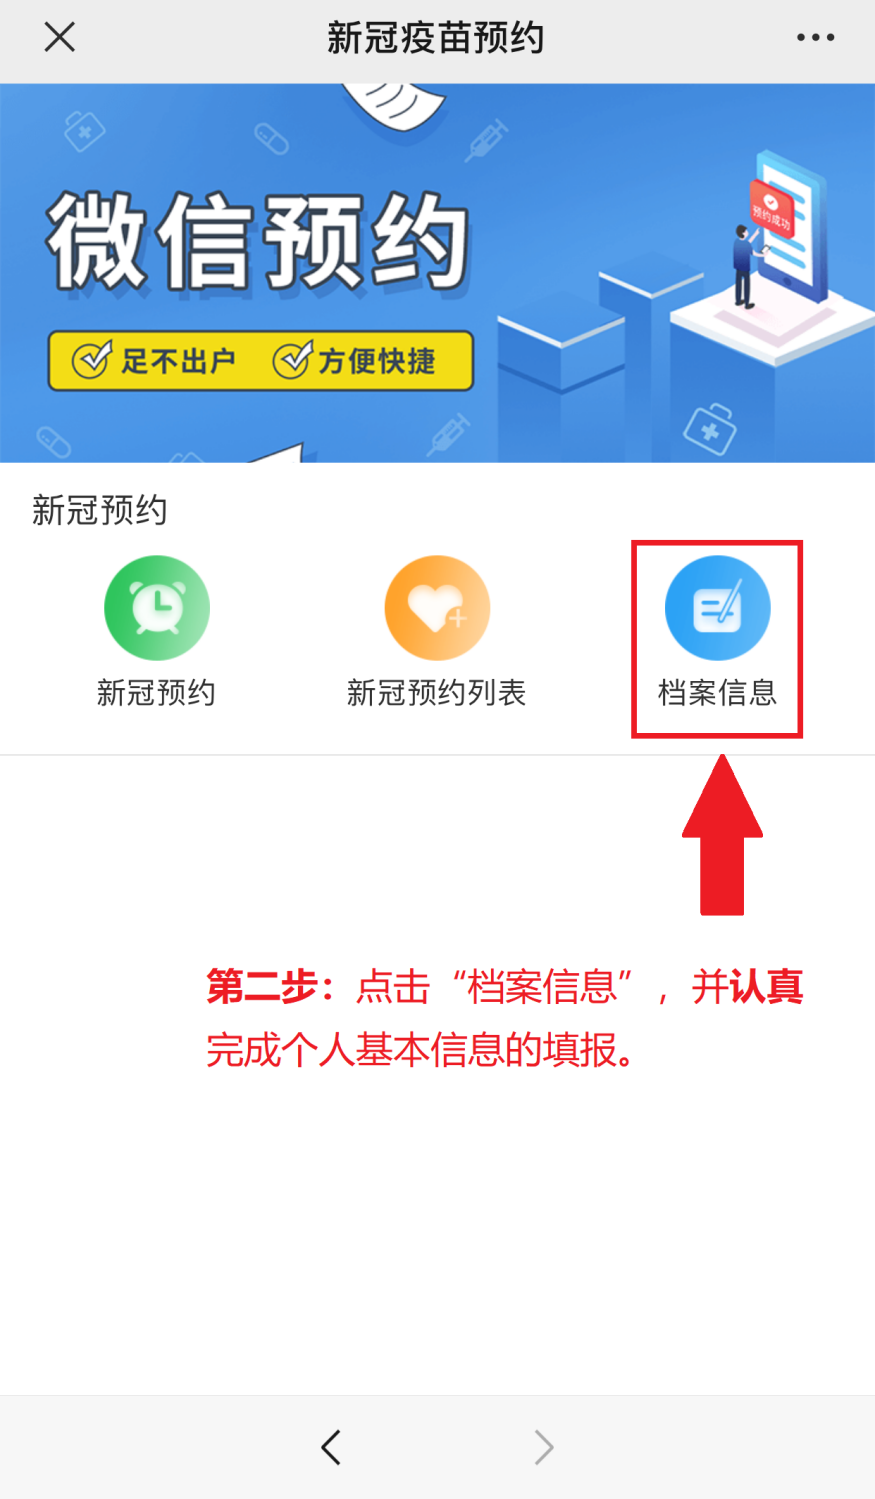 新冠疫苗预约
微信预约
预约成功
足不出户 方便快捷
新冠预约
新冠预约 新冠预约列表 档案信息
第二步：点击“档案信息”，并认真
完成个人基本信息的填报。